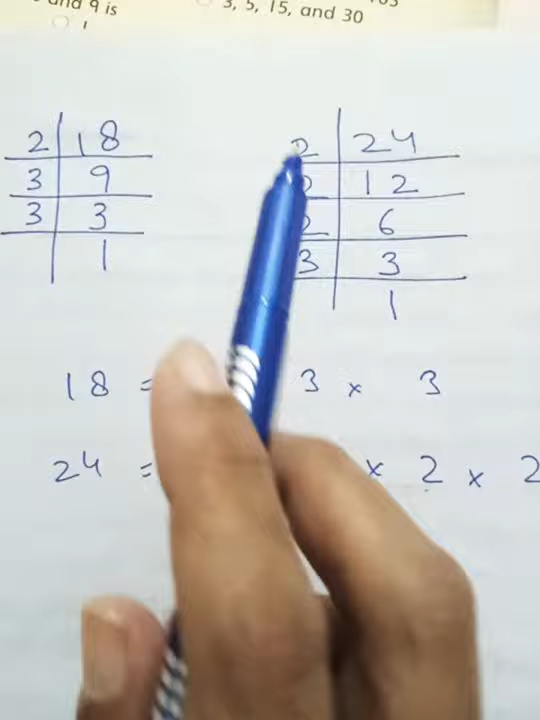 and 9 is
3, 5, 15, and 30
2 | 18
3 | 9
3 | 3
1
2 | 24
12
2 | 6
3 | 3
1
18 = 3 × 3
24 = × 2 × 2